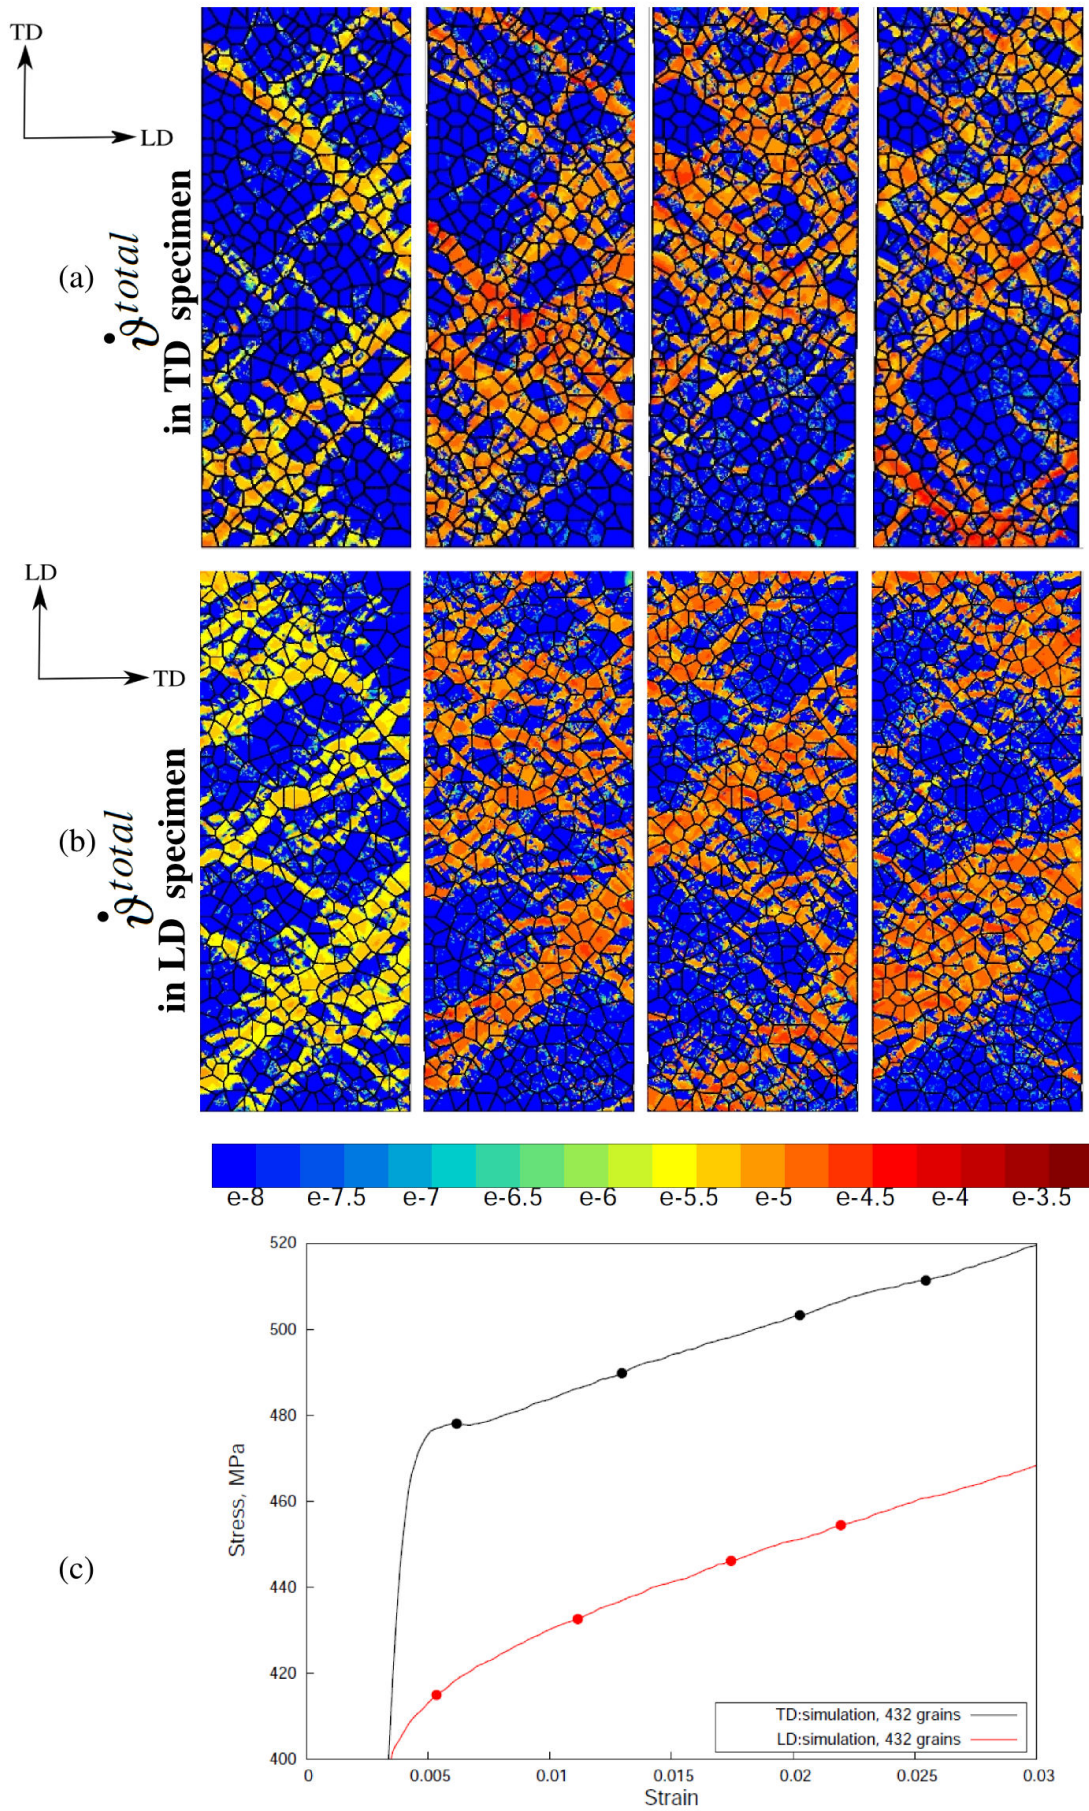 TD
LD
(a)
ϑ̇^total
in TD specimen
LD
TD
(b)
ϑ̇^total
in LD specimen
e-8 e-7.5 e-7 e-6.5 e-6 e-5.5 e-5 e-4.5 e-4 e-3.5
(c)
Stress, MPa
520
500
480
460
440
420
400
TD:simulation, 432 grains
LD:simulation, 432 grains
0 0.005 0.01 0.015 0.02 0.025 0.03
Strain